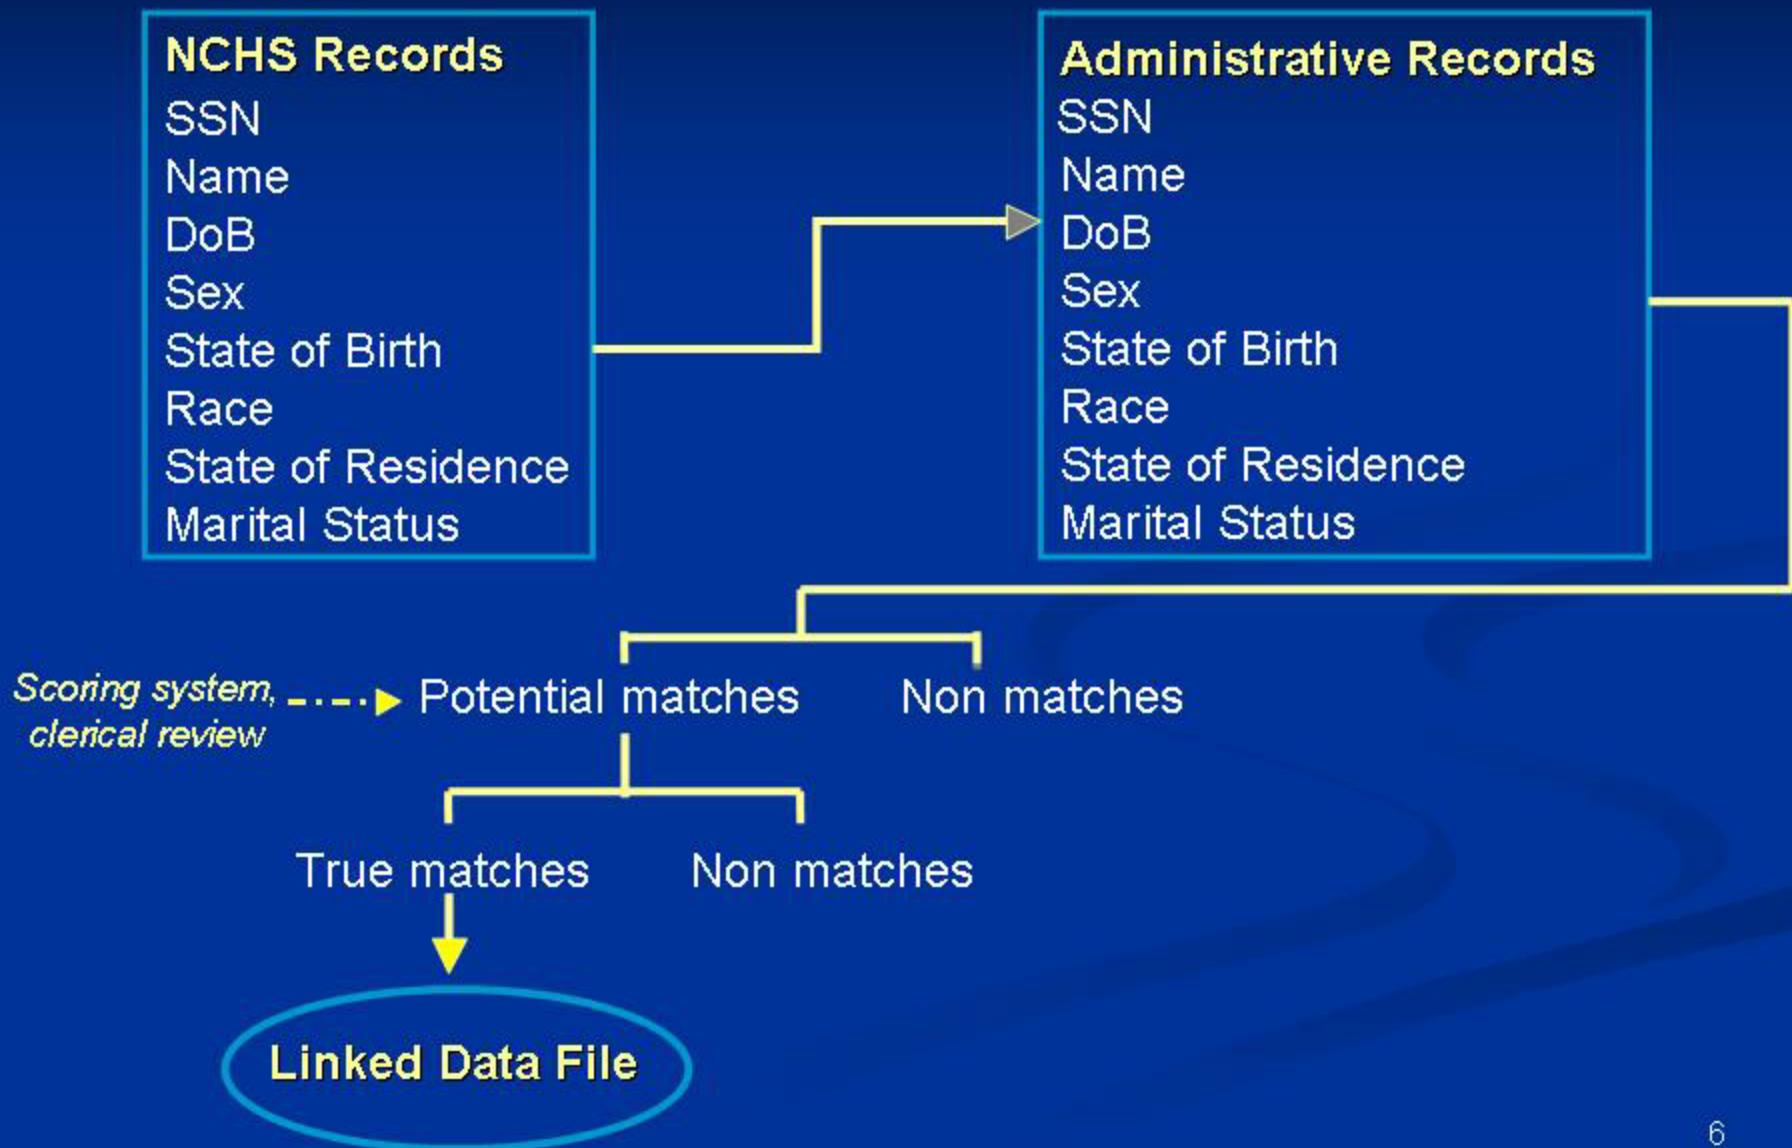 NCHS Records
SSN
Name
DoB
Sex
State of Birth
Race
State of Residence
Marital Status
Administrative Records
SSN
Name
DoB
Sex
State of Birth
Race
State of Residence
Marital Status
Scoring system,
clerical review
Potential matches
Non matches
True matches
Non matches
Linked Data File
6